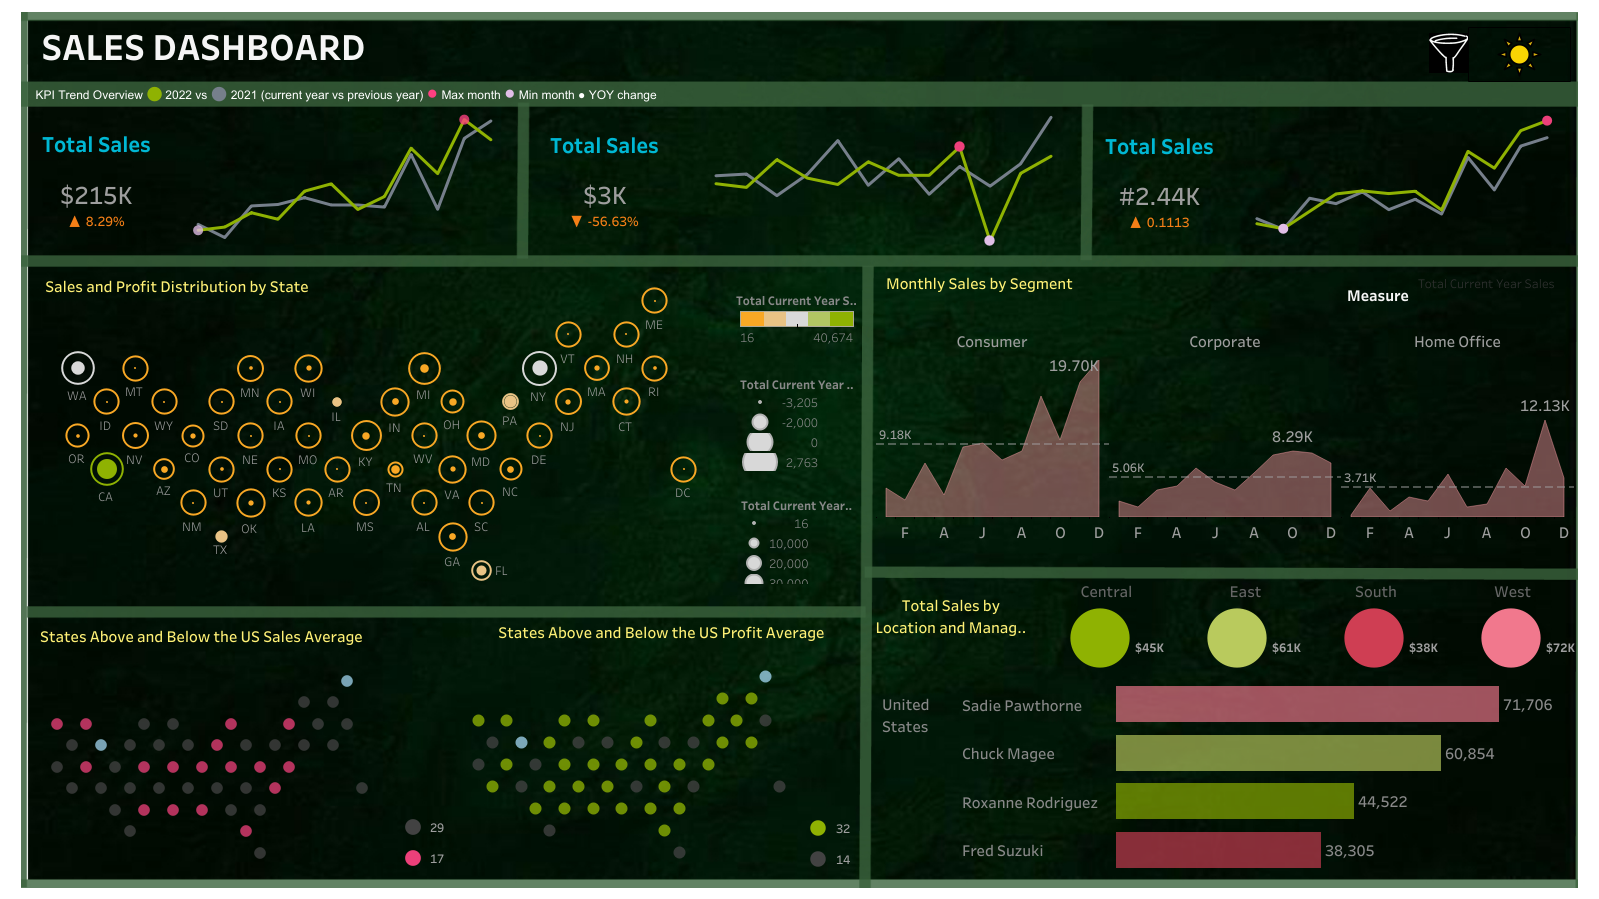 SALES DASHBOARD
KPI Trend Overview 2022 vs 2021 (current year vs previous year) Max month Min month ● YOY change
Total Sales
$215K
▲ 8.29%
Total Sales
$3K
▼ -56.63%
Total Sales
#2.44K
▲ 0.1113
Sales and Profit Distribution by State
ME
VT NH
WA MT MN WI MI NY MA RI
ID WY SD IA IL IN OH PA NJ CT
OR NV CO NE MO KY WV MD DE
CA AZ UT KS AR TN VA NC DC
NM OK LA MS AL SC
TX GA
FL
Total Current Year S..
16 40,674
Total Current Year ..
-3,205
-2,000
0
2,763
Total Current Year..
16
10,000
20,000
30,000
Monthly Sales by Segment
Total Current Year Sales
Measure
Consumer Corporate Home Office
19.70K
9.18K
8.29K
5.06K
12.13K
3.71K
F A J A O D F A J A O D F A J A O D
States Above and Below the US Sales Average
29
17
States Above and Below the US Profit Average
32
14
Total Sales by
Location and Manag..
Central East South West
$45K $61K $38K $72K
United
States
Sadie Pawthorne 71,706
Chuck Magee 60,854
Roxanne Rodriguez 44,522
Fred Suzuki 38,305